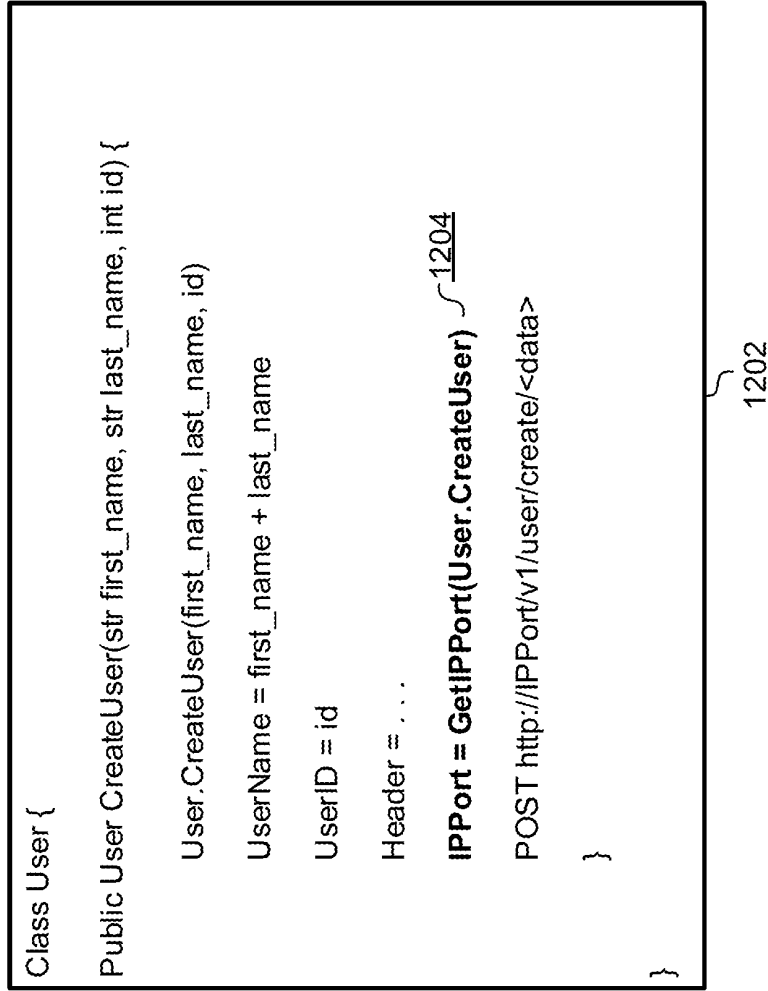 Class User {
Public User CreateUser(str first_name, str last_name, int id) {
User.CreateUser(first_name, last_name, id)
UserName = first_name + last_name
UserID = id
Header = . . .
IPPort = GetIPPort(User.CreateUser) 1204
POST http://IPPort/v1/user/create/<data>
}
}
1202